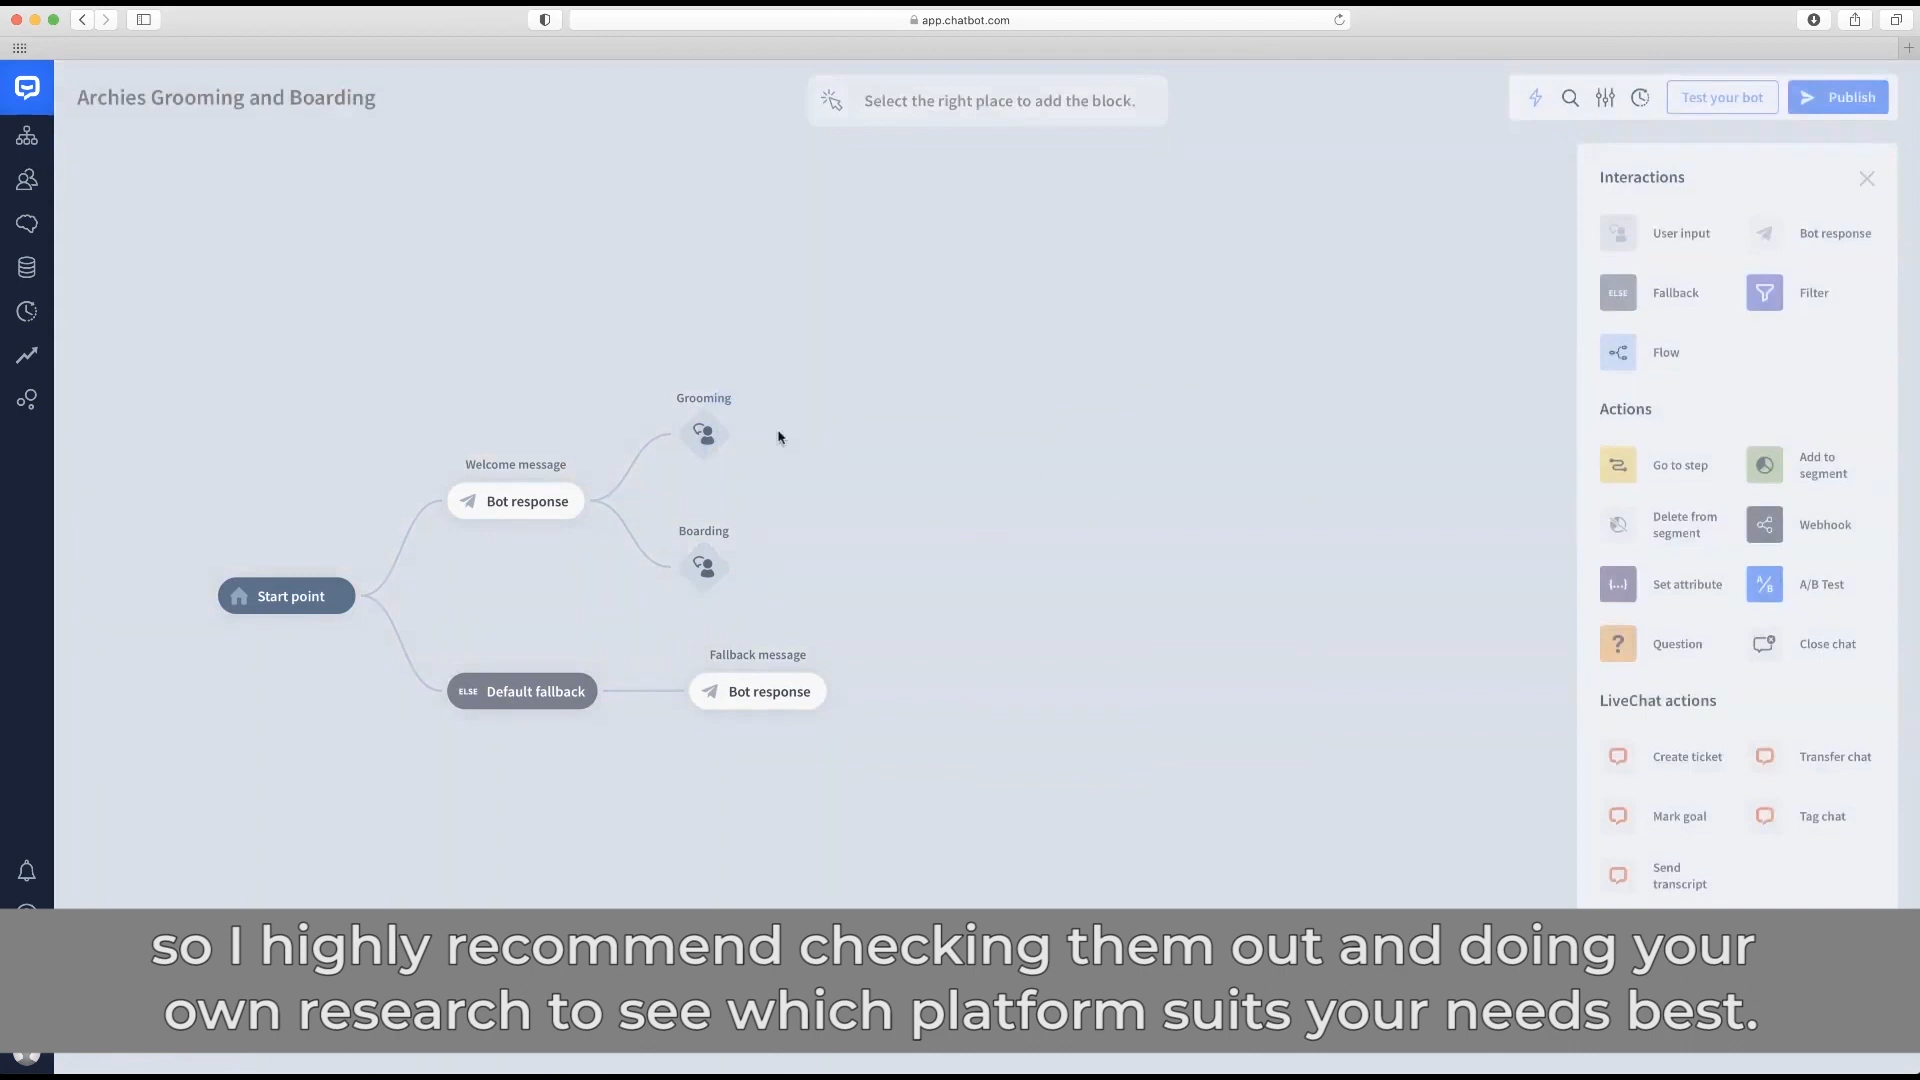 app.chatbot.com
Archies Grooming and Boarding
Select the right place to add the block.
Test your bot
Publish
Interactions
User input
Bot response
ELSE
Fallback
Filter
Flow
Actions
Go to step
Add to
segment
Delete from
segment
Webhook
{...}
Set attribute
A/B
A/B Test
?
Question
Close chat
LiveChat actions
Create ticket
Transfer chat
Mark goal
Tag chat
Send
transcript
Grooming
Welcome message
Bot response
Boarding
Start point
Fallback message
ELSE Default fallback
Bot response
so I highly recommend checking them out and doing your
own research to see which platform suits your needs best.